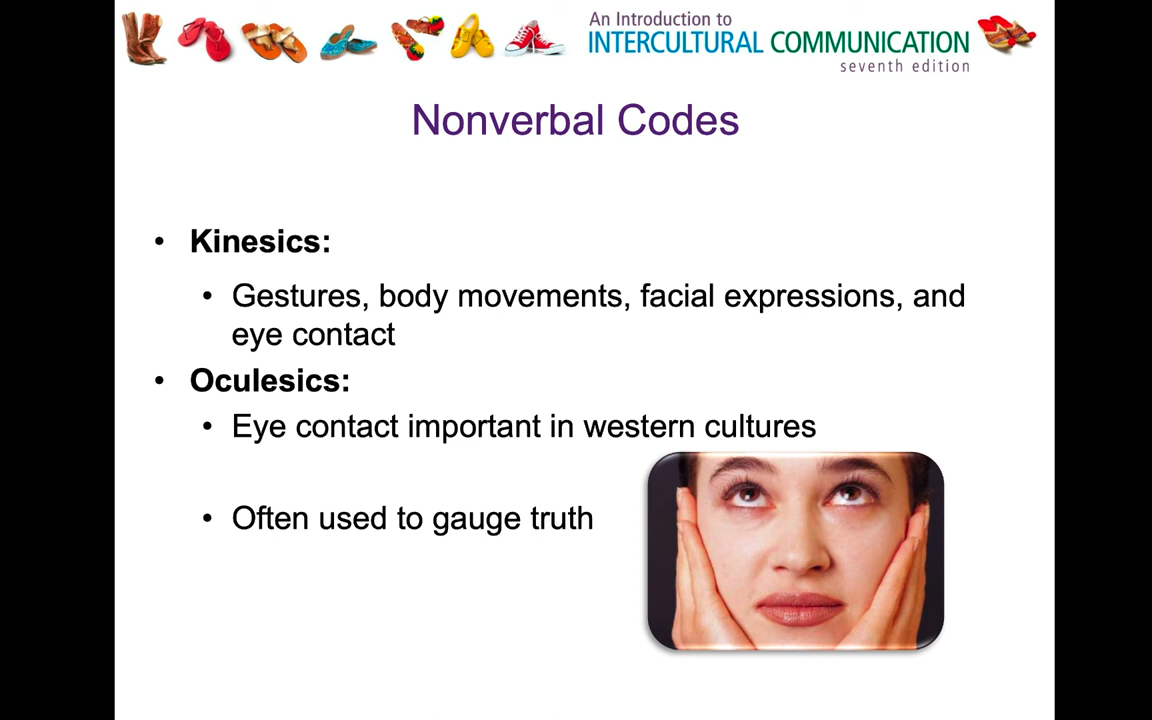 An Introduction to
INTERCULTURAL COMMUNICATION
seventh edition
Nonverbal Codes
• Kinesics:
• Gestures, body movements, facial expressions, and
eye contact
• Oculesics:
• Eye contact important in western cultures
• Often used to gauge truth